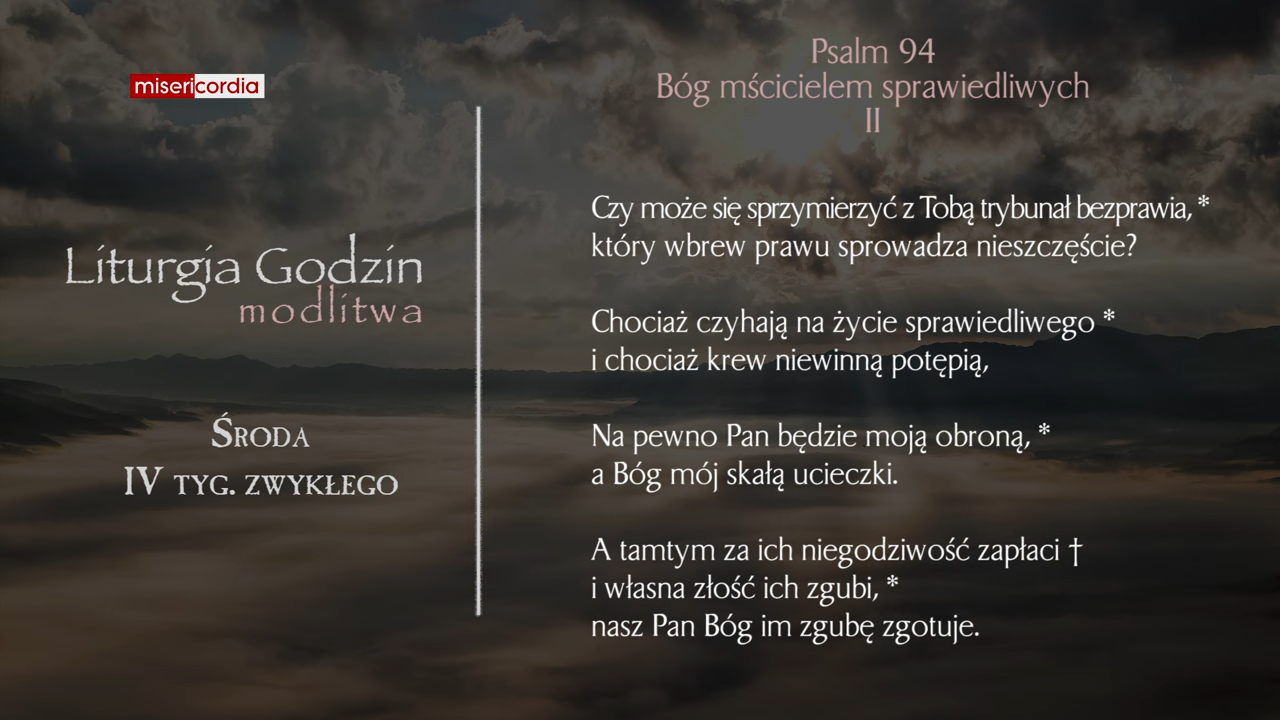 misericordia
Liturgia Godzin
modlitwa
Środa
IV tyg. zwykłego
Psalm 94
Bóg mścicielem sprawiedliwych
II
Czy może się sprzymierzyć z Tobą trybunał bezprawia, *
który wbrew prawu sprowadza nieszczęście?
Chociaż czyhają na życie sprawiedliwego *
i chociaż krew niewinną potępią,
Na pewno Pan będzie moją obroną, *
a Bóg mój skałą ucieczki.
A tamtym za ich niegodziwość zapłaci †
i własna złość ich zgubi, *
nasz Pan Bóg im zgubę zgotuje.